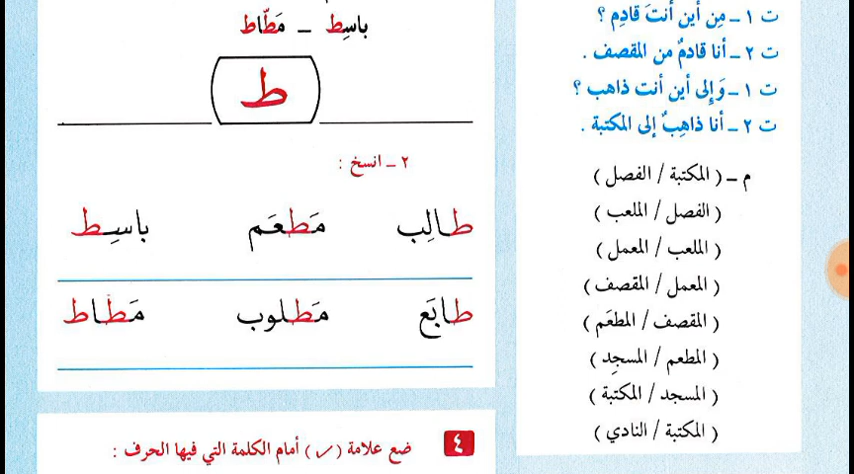 ت ١ – مِن أين أنتَ قادِم ؟
ت ٢ – أنا قادمٌ من المقصف .
ت ١ – وَإِلى أين أنت ذاهب ؟
ت ٢ – أنا ذاهِبٌ إلى المكتبة .
م – ( المكتبة / الفصل )
( الفصل / الملعب )
( الملعب / المعمل )
( المعمل / المقصف )
( المقصف / المطعَم )
( المطعم / المسجِد )
( المسجد / المكتبة )
( المكتبة / النادي )
باسِط – مَطّاط
ط
٢ – انسخ :
طالِب مَطعَم باسِط
طابَع مَطلوب مَطاط
٤ ضع علامة ( ✓ ) أمام الكلمة التي فيها الحرف :